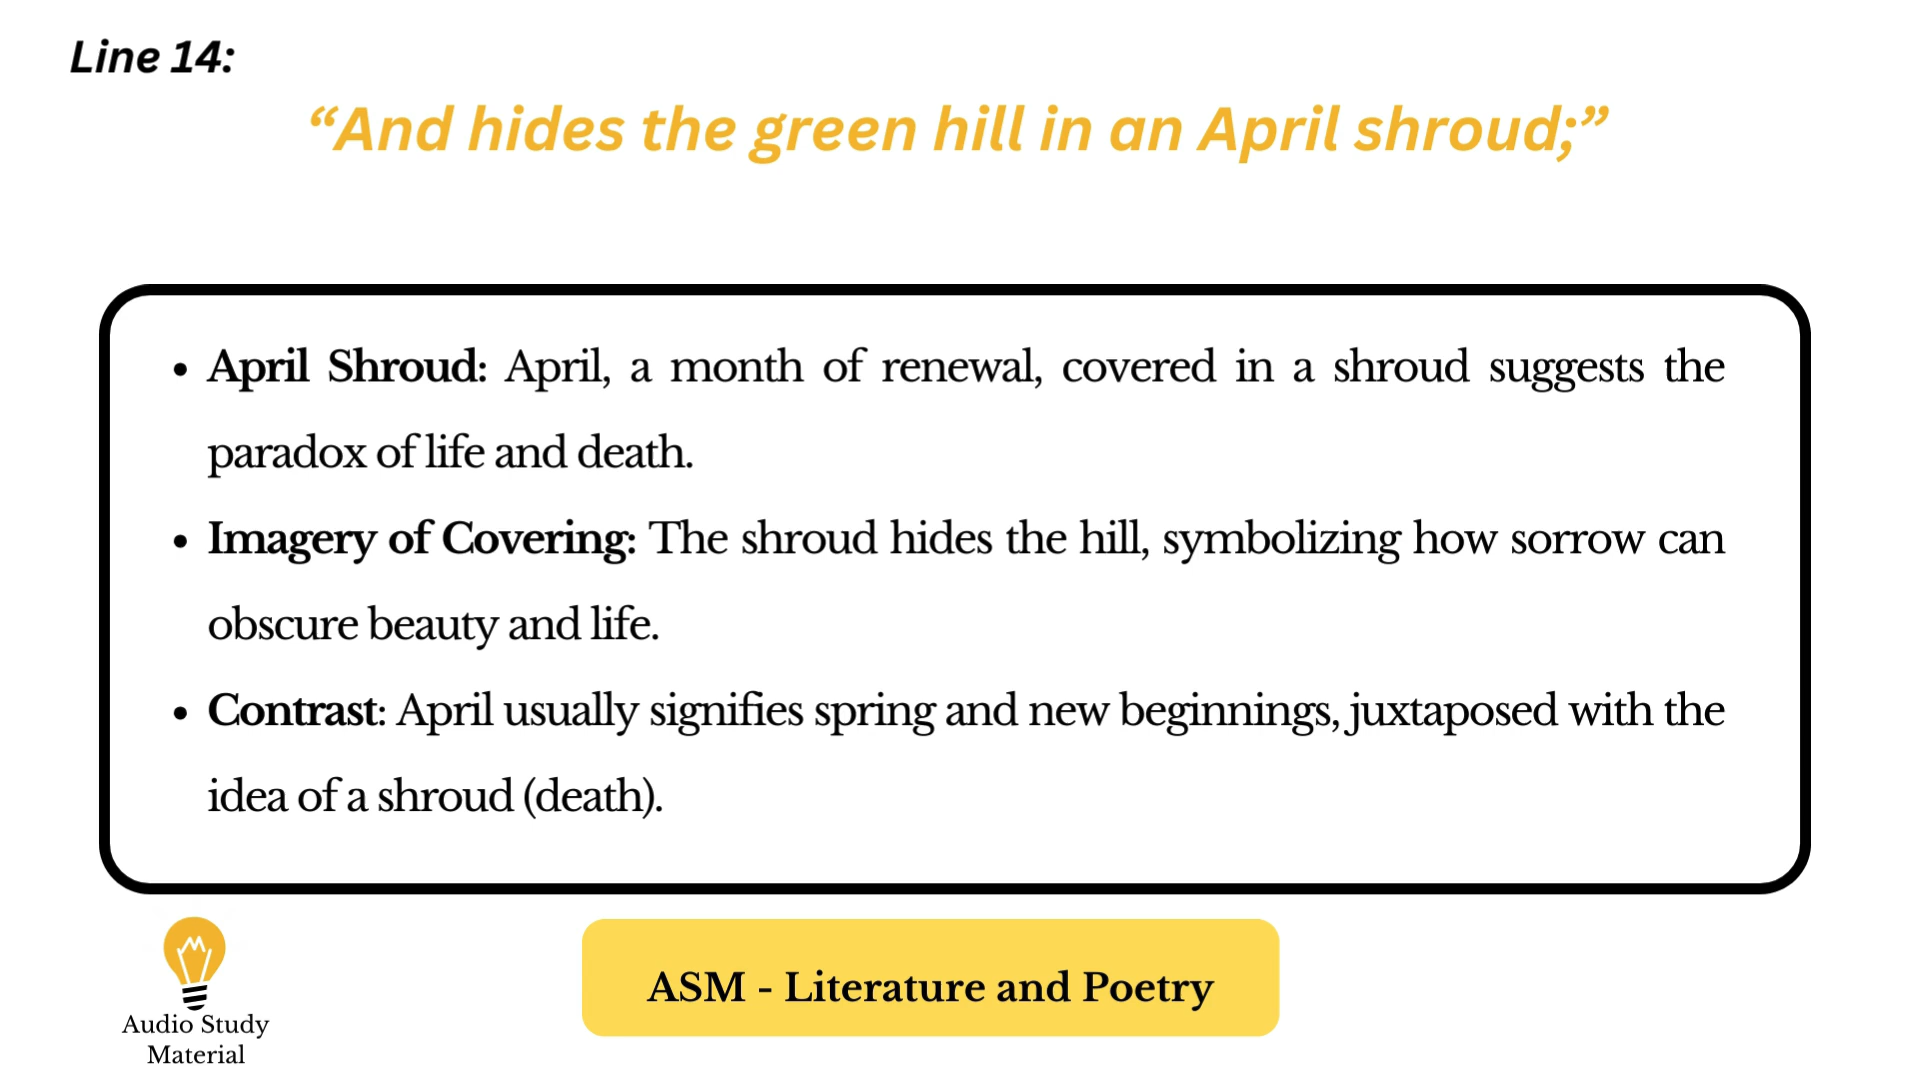 Line 14:
“And hides the green hill in an April shroud;”
• April Shroud: April, a month of renewal, covered in a shroud suggests the
paradox of life and death.
• Imagery of Covering: The shroud hides the hill, symbolizing how sorrow can
obscure beauty and life.
• Contrast: April usually signifies spring and new beginnings, juxtaposed with the
idea of a shroud (death).
Audio Study
Material
ASM - Literature and Poetry